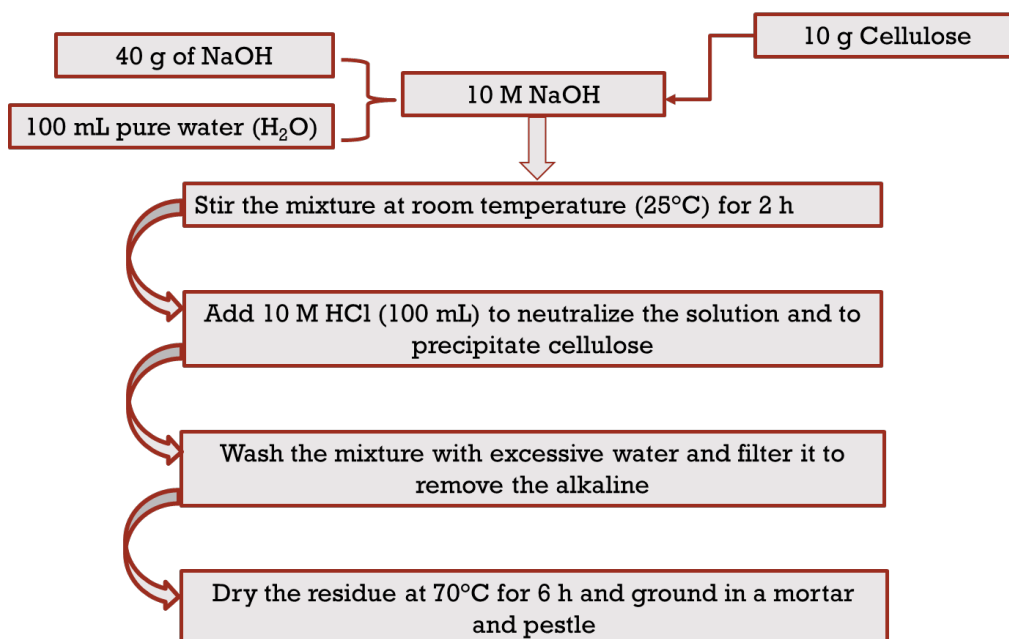 40 g of NaOH
10 g Cellulose
100 mL pure water (H₂O)
10 M NaOH
Stir the mixture at room temperature (25°C) for 2 h
Add 10 M HCl (100 mL) to neutralize the solution and to
precipitate cellulose
Wash the mixture with excessive water and filter it to
remove the alkaline
Dry the residue at 70°C for 6 h and ground in a mortar
and pestle